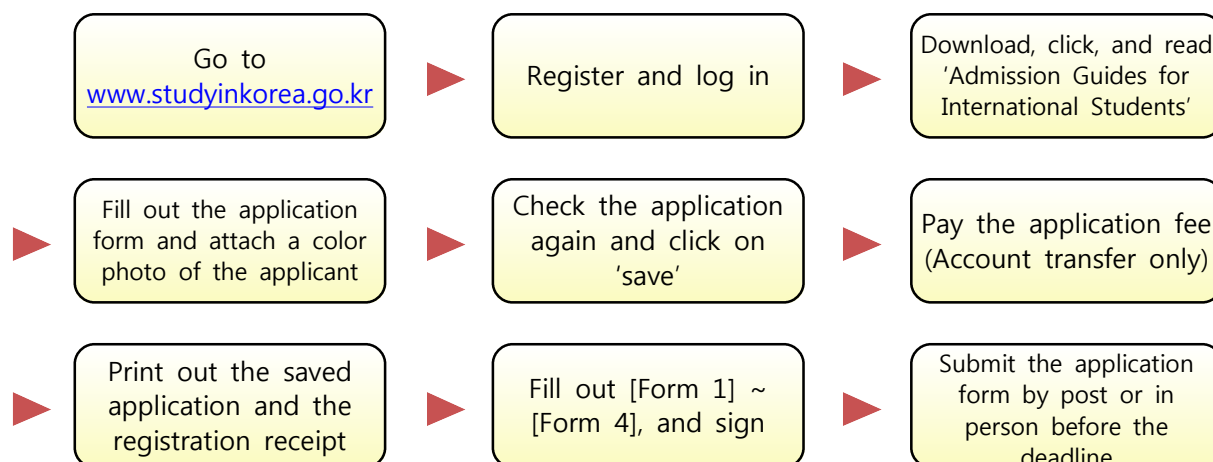 Go to
www.studyinkorea.go.kr
Register and log in
Download, click, and read
'Admission Guides for
International Students'
Fill out the application
form and attach a color
photo of the applicant
Check the application
again and click on
'save'
Pay the application fee
(Account transfer only)
Print out the saved
application and the
registration receipt
Fill out [Form 1] ~
[Form 4], and sign
Submit the application
form by post or in
person before the
deadline